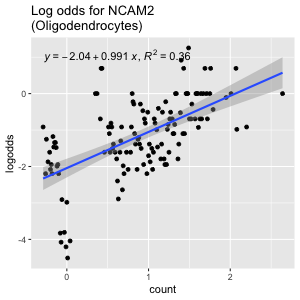 Log odds for NCAM2
(Oligodendrocytes)
y = −2.04 + 0.991 x, R² = 0.36
0
-2
-4
logodds
0 1 2
count